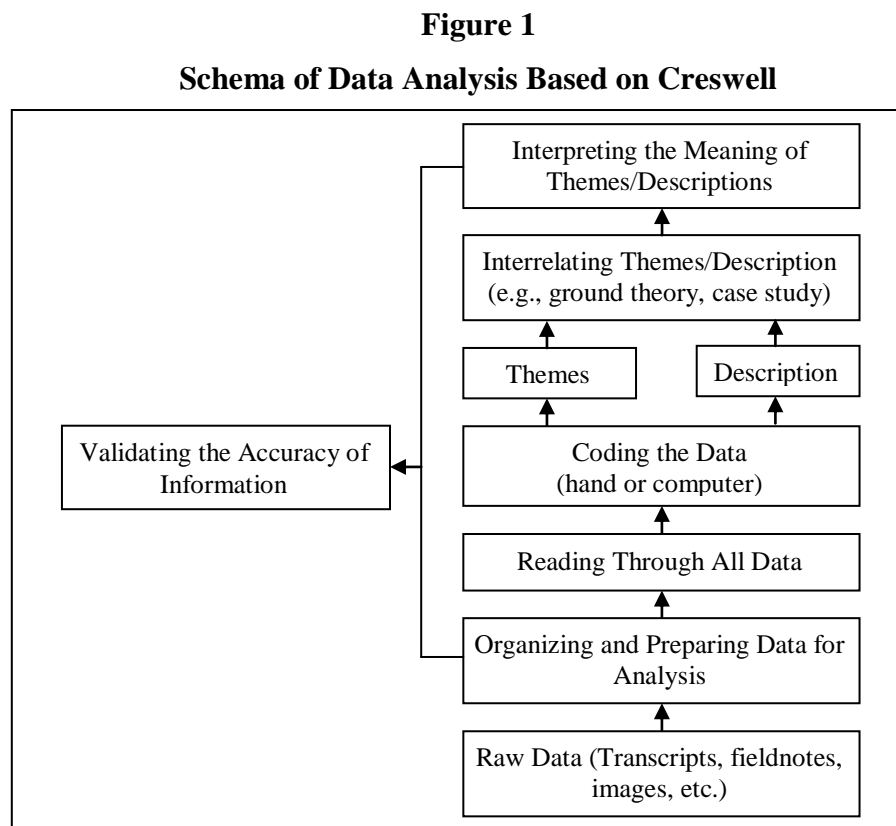 Figure 1
Schema of Data Analysis Based on Creswell
Interpreting the Meaning of
Themes/Descriptions
Interrelating Themes/Description
(e.g., ground theory, case study)
Themes
Description
Validating the Accuracy of
Information
Coding the Data
(hand or computer)
Reading Through All Data
Organizing and Preparing Data for
Analysis
Raw Data (Transcripts, fieldnotes,
images, etc.)